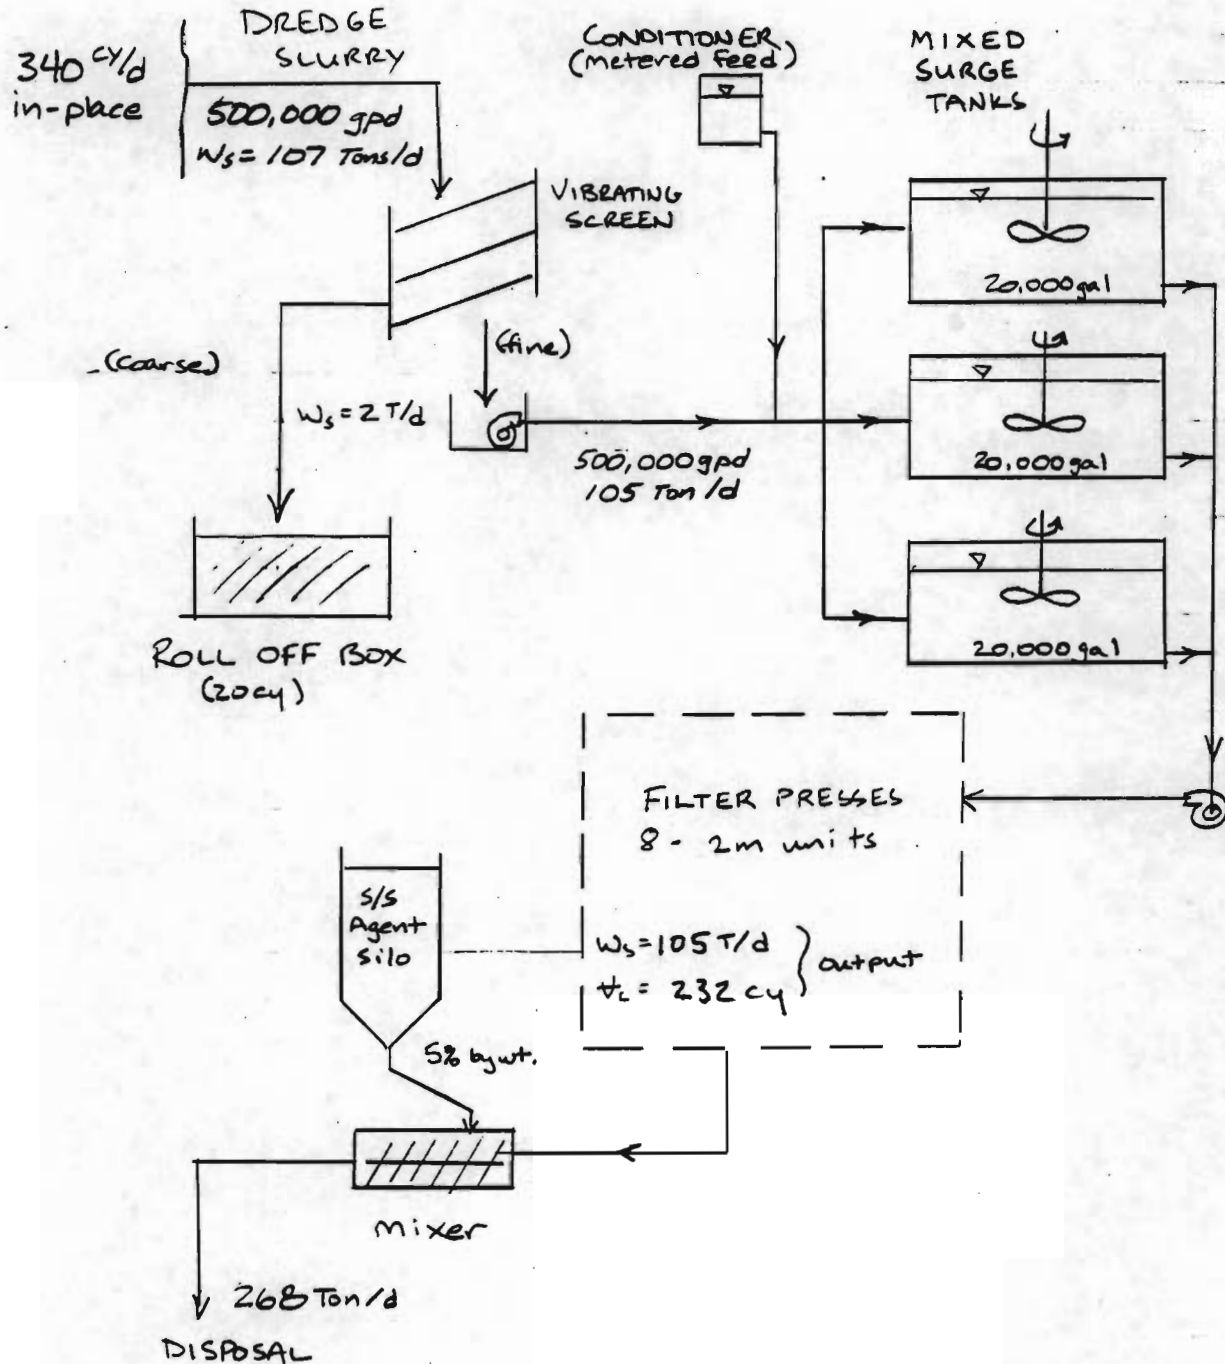 340 CY/d
in-place
DREDGE
SLURRY
500,000 gpd
Ws = 107 Tons/d
CONDITIONER
(metered feed)
MIXED
SURGE
TANKS
VIBRATING
SCREEN
20,000 gal
(coarse)
(fine)
Ws = 2 T/d
500,000 gpd
105 Ton/d
20,000 gal
20,000 gal
ROLL OFF BOX
(20 cy)
FILTER PRESSES
8 - 2m units
Ws = 105 T/d
V̶L = 232 cy
output
S/S
Agent
Silo
5% by wt.
mixer
268 Ton/d
DISPOSAL